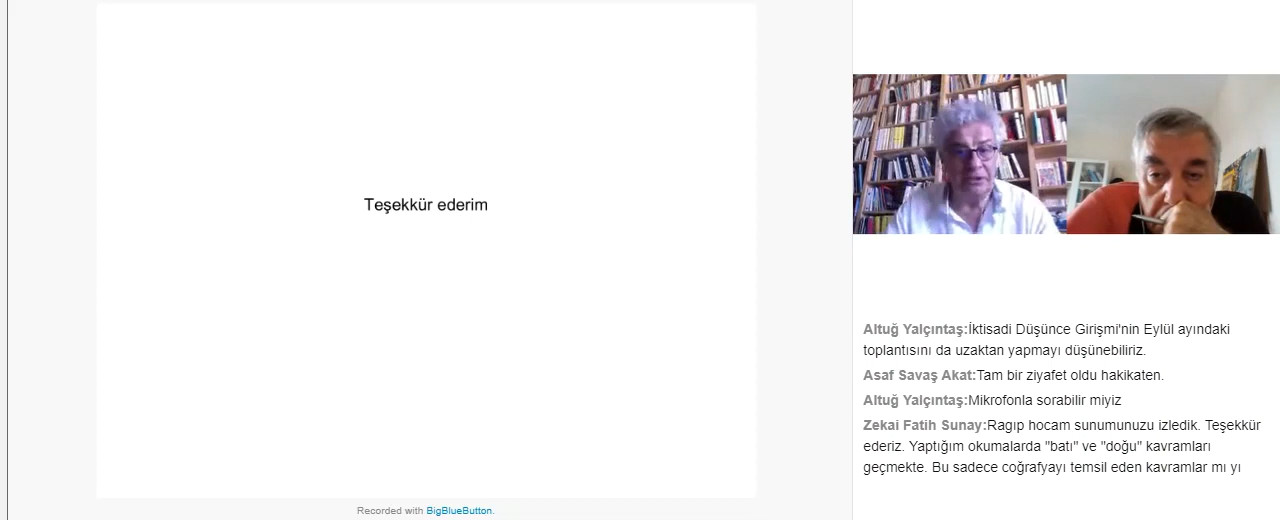 Teşekkür ederim
Recorded with BigBlueButton.
Altuğ Yalçıntaş:İktisadi Düşünce Girişmi'nin Eylül ayındaki
toplantısını da uzaktan yapmayı düşünebiliriz.
Asaf Savaş Akat:Tam bir ziyafet oldu hakikaten.
Altuğ Yalçıntaş:Mikrofonla sorabilir miyiz
Zekai Fatih Sunay:Ragıp hocam sunumunuzu izledik. Teşekkür
ederiz. Yaptığım okumalarda "batı" ve "doğu" kavramları
geçmekte. Bu sadece coğrafyayı temsil eden kavramlar mı yı